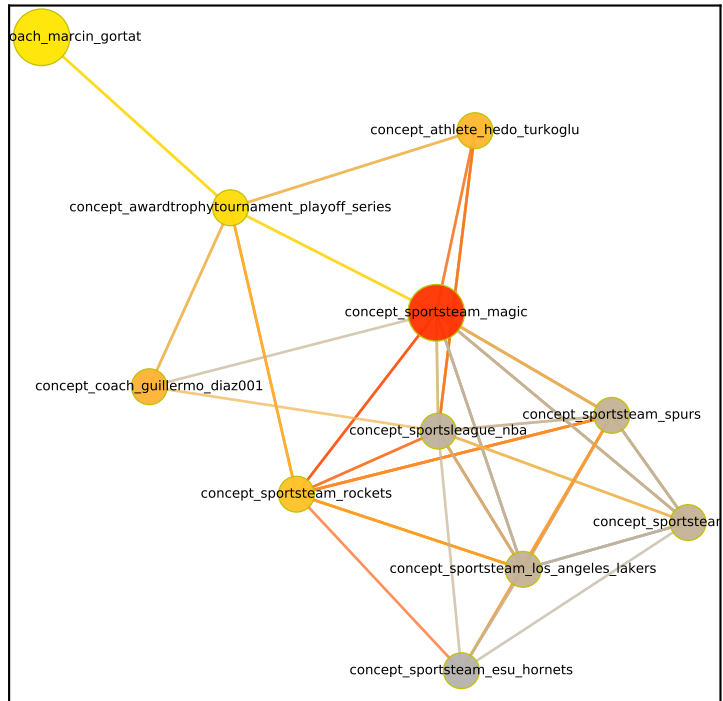 oach_marcin_gortat
concept_athlete_hedo_turkoglu
concept_awardtrophytournament_playoff_series
concept_sportsteam_magic
concept_coach_guillermo_diaz001
concept_sportsteam_spurs
concept_sportsleague_nba
concept_sportsteam_rockets
concept_sportsteam
concept_sportsteam_los_angeles_lakers
concept_sportsteam_esu_hornets